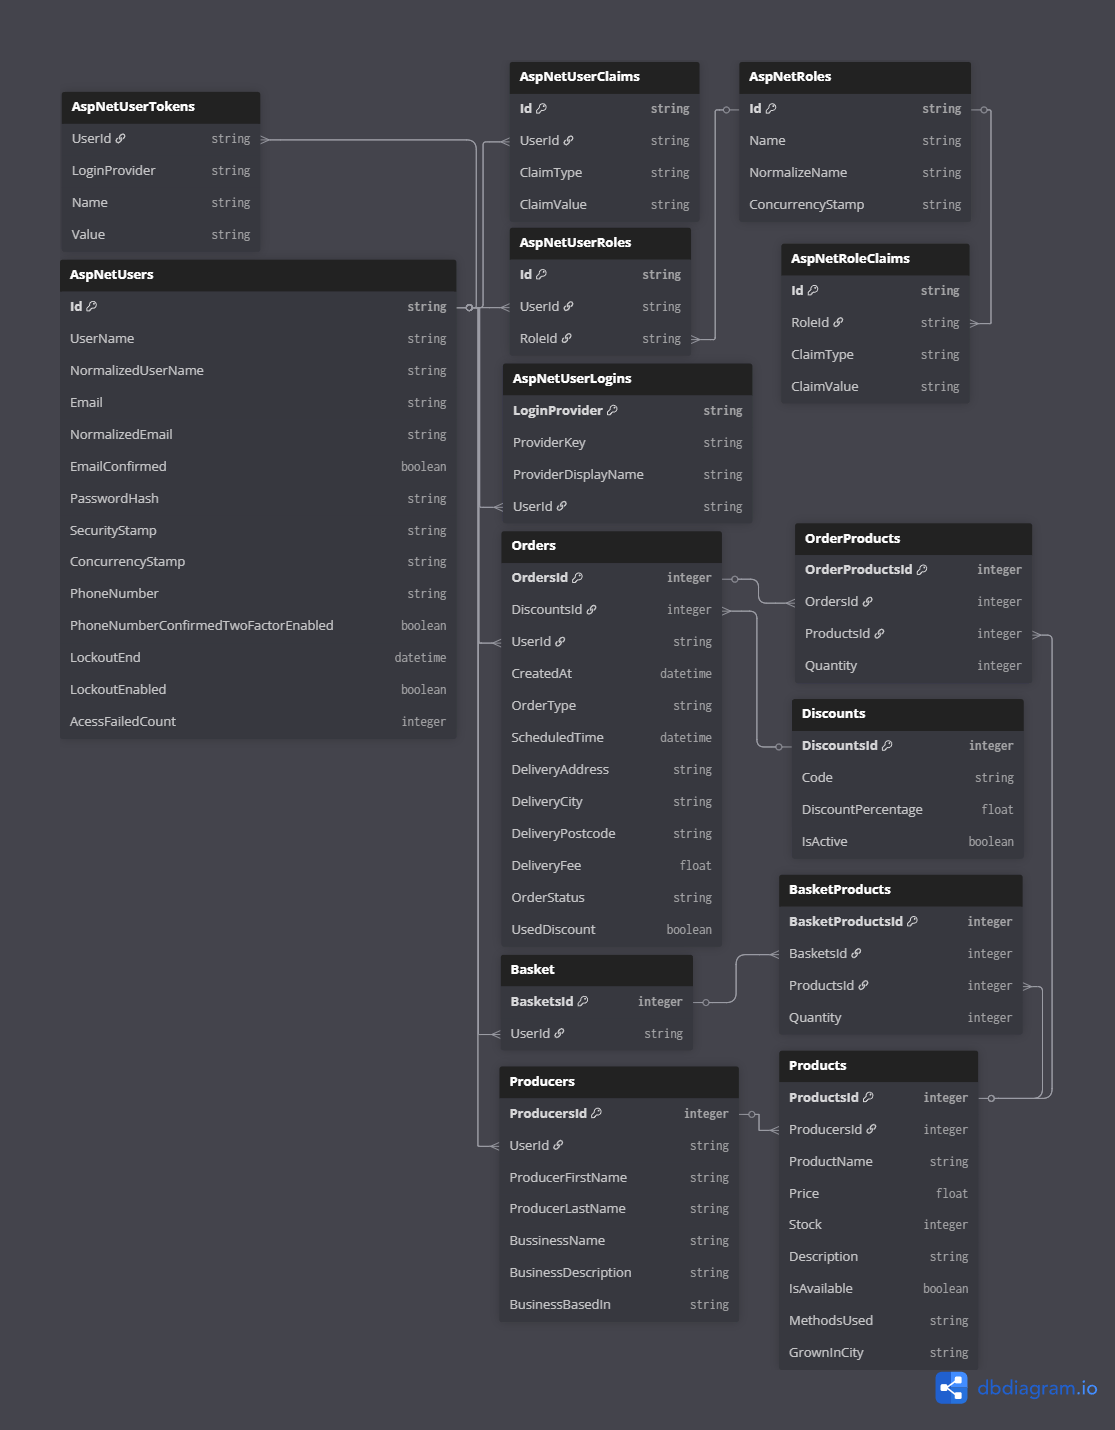 AspNetUserTokens
UserId string
LoginProvider string
Name string
Value string
AspNetUsers
Id string
UserName string
NormalizedUserName string
Email string
NormalizedEmail string
EmailConfirmed boolean
PasswordHash string
SecurityStamp string
ConcurrencyStamp string
PhoneNumber string
PhoneNumberConfirmedTwoFactorEnabled boolean
LockoutEnd datetime
LockoutEnabled boolean
AcessFailedCount integer
AspNetUserClaims
Id string
UserId string
ClaimType string
ClaimValue string
AspNetUserRoles
Id string
UserId string
RoleId string
AspNetUserLogins
LoginProvider string
ProviderKey string
ProviderDisplayName string
UserId string
Orders
OrdersId integer
DiscountsId integer
UserId string
CreatedAt datetime
OrderType string
ScheduledTime datetime
DeliveryAddress string
DeliveryCity string
DeliveryPostcode string
DeliveryFee float
OrderStatus string
UsedDiscount boolean
Basket
BasketsId integer
UserId string
Producers
ProducersId integer
UserId string
ProducerFirstName string
ProducerLastName string
BussinessName string
BusinessDescription string
BusinessBasedIn string
AspNetRoles
Id string
Name string
NormalizeName string
ConcurrencyStamp string
AspNetRoleClaims
Id string
RoleId string
ClaimType string
ClaimValue string
OrderProducts
OrderProductsId integer
OrdersId integer
ProductsId integer
Quantity integer
Discounts
DiscountsId integer
Code string
DiscountPercentage float
IsActive boolean
BasketProducts
BasketProductsId integer
BasketsId integer
ProductsId integer
Quantity integer
Products
ProductsId integer
ProducersId integer
ProductName string
Price float
Stock integer
Description string
IsAvailable boolean
MethodsUsed string
GrownInCity string
dbdiagram.io